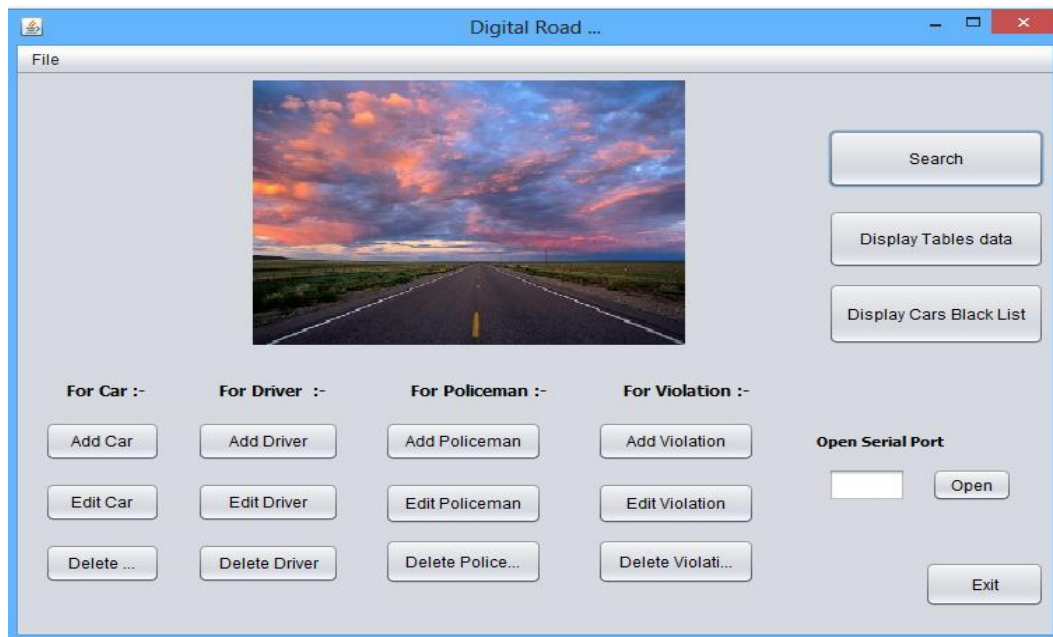 Digital Road ...
File
Search
Display Tables data
Display Cars Black List
For Car :-
For Driver :-
For Policeman :-
For Violation :-
Add Car
Add Driver
Add Policeman
Add Violation
Open Serial Port
Edit Car
Edit Driver
Edit Policeman
Edit Violation
Open
Delete ...
Delete Driver
Delete Police...
Delete Violati...
Exit